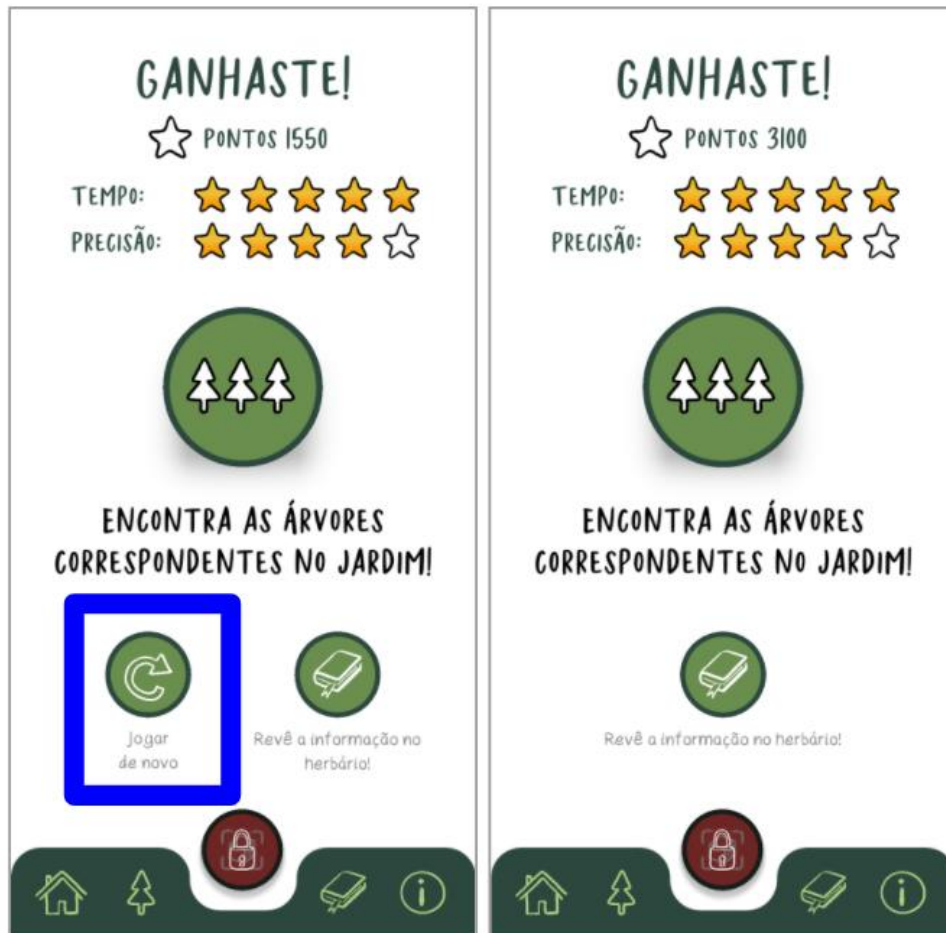 GANHASTE!
PONTOS 1550
TEMPO:
PRECISÃO:
ENCONTRA AS ÁRVORES
CORRESPONDENTES NO JARDIM!
Jogar
de novo
Revê a informação no
herbário!
GANHASTE!
PONTOS 3100
TEMPO:
PRECISÃO:
ENCONTRA AS ÁRVORES
CORRESPONDENTES NO JARDIM!
Revê a informação no herbário!